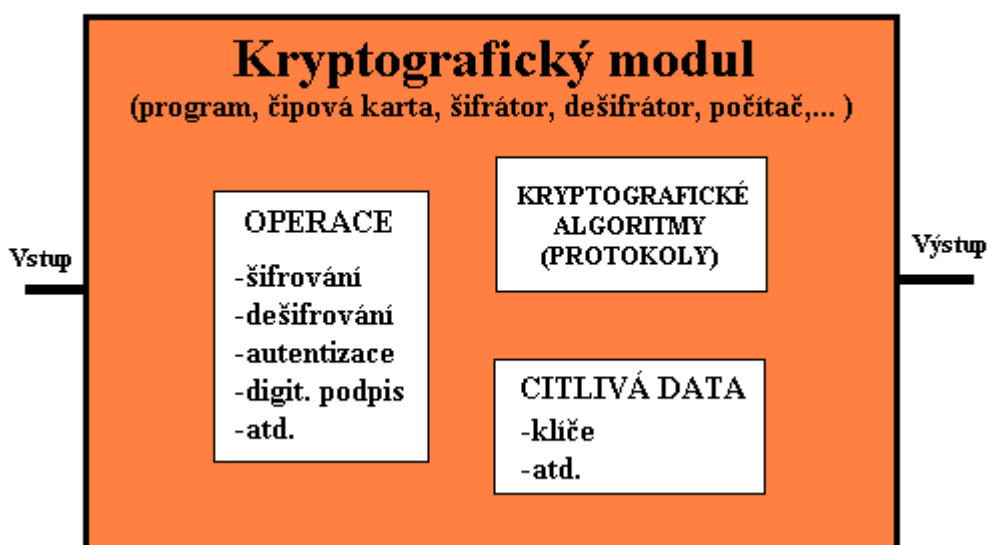 Kryptografický modul
(program, čipová karta, šifrátor, dešifrátor, počítač,... )
Vstup
OPERACE
-šifrování
-dešifrování
-autentizace
-digit. podpis
-atd.
KRYPTOGRAFICKÉ
ALGORITMY
(PROTOKOLY)
CITLIVÁ DATA
-klíče
-atd.
Výstup